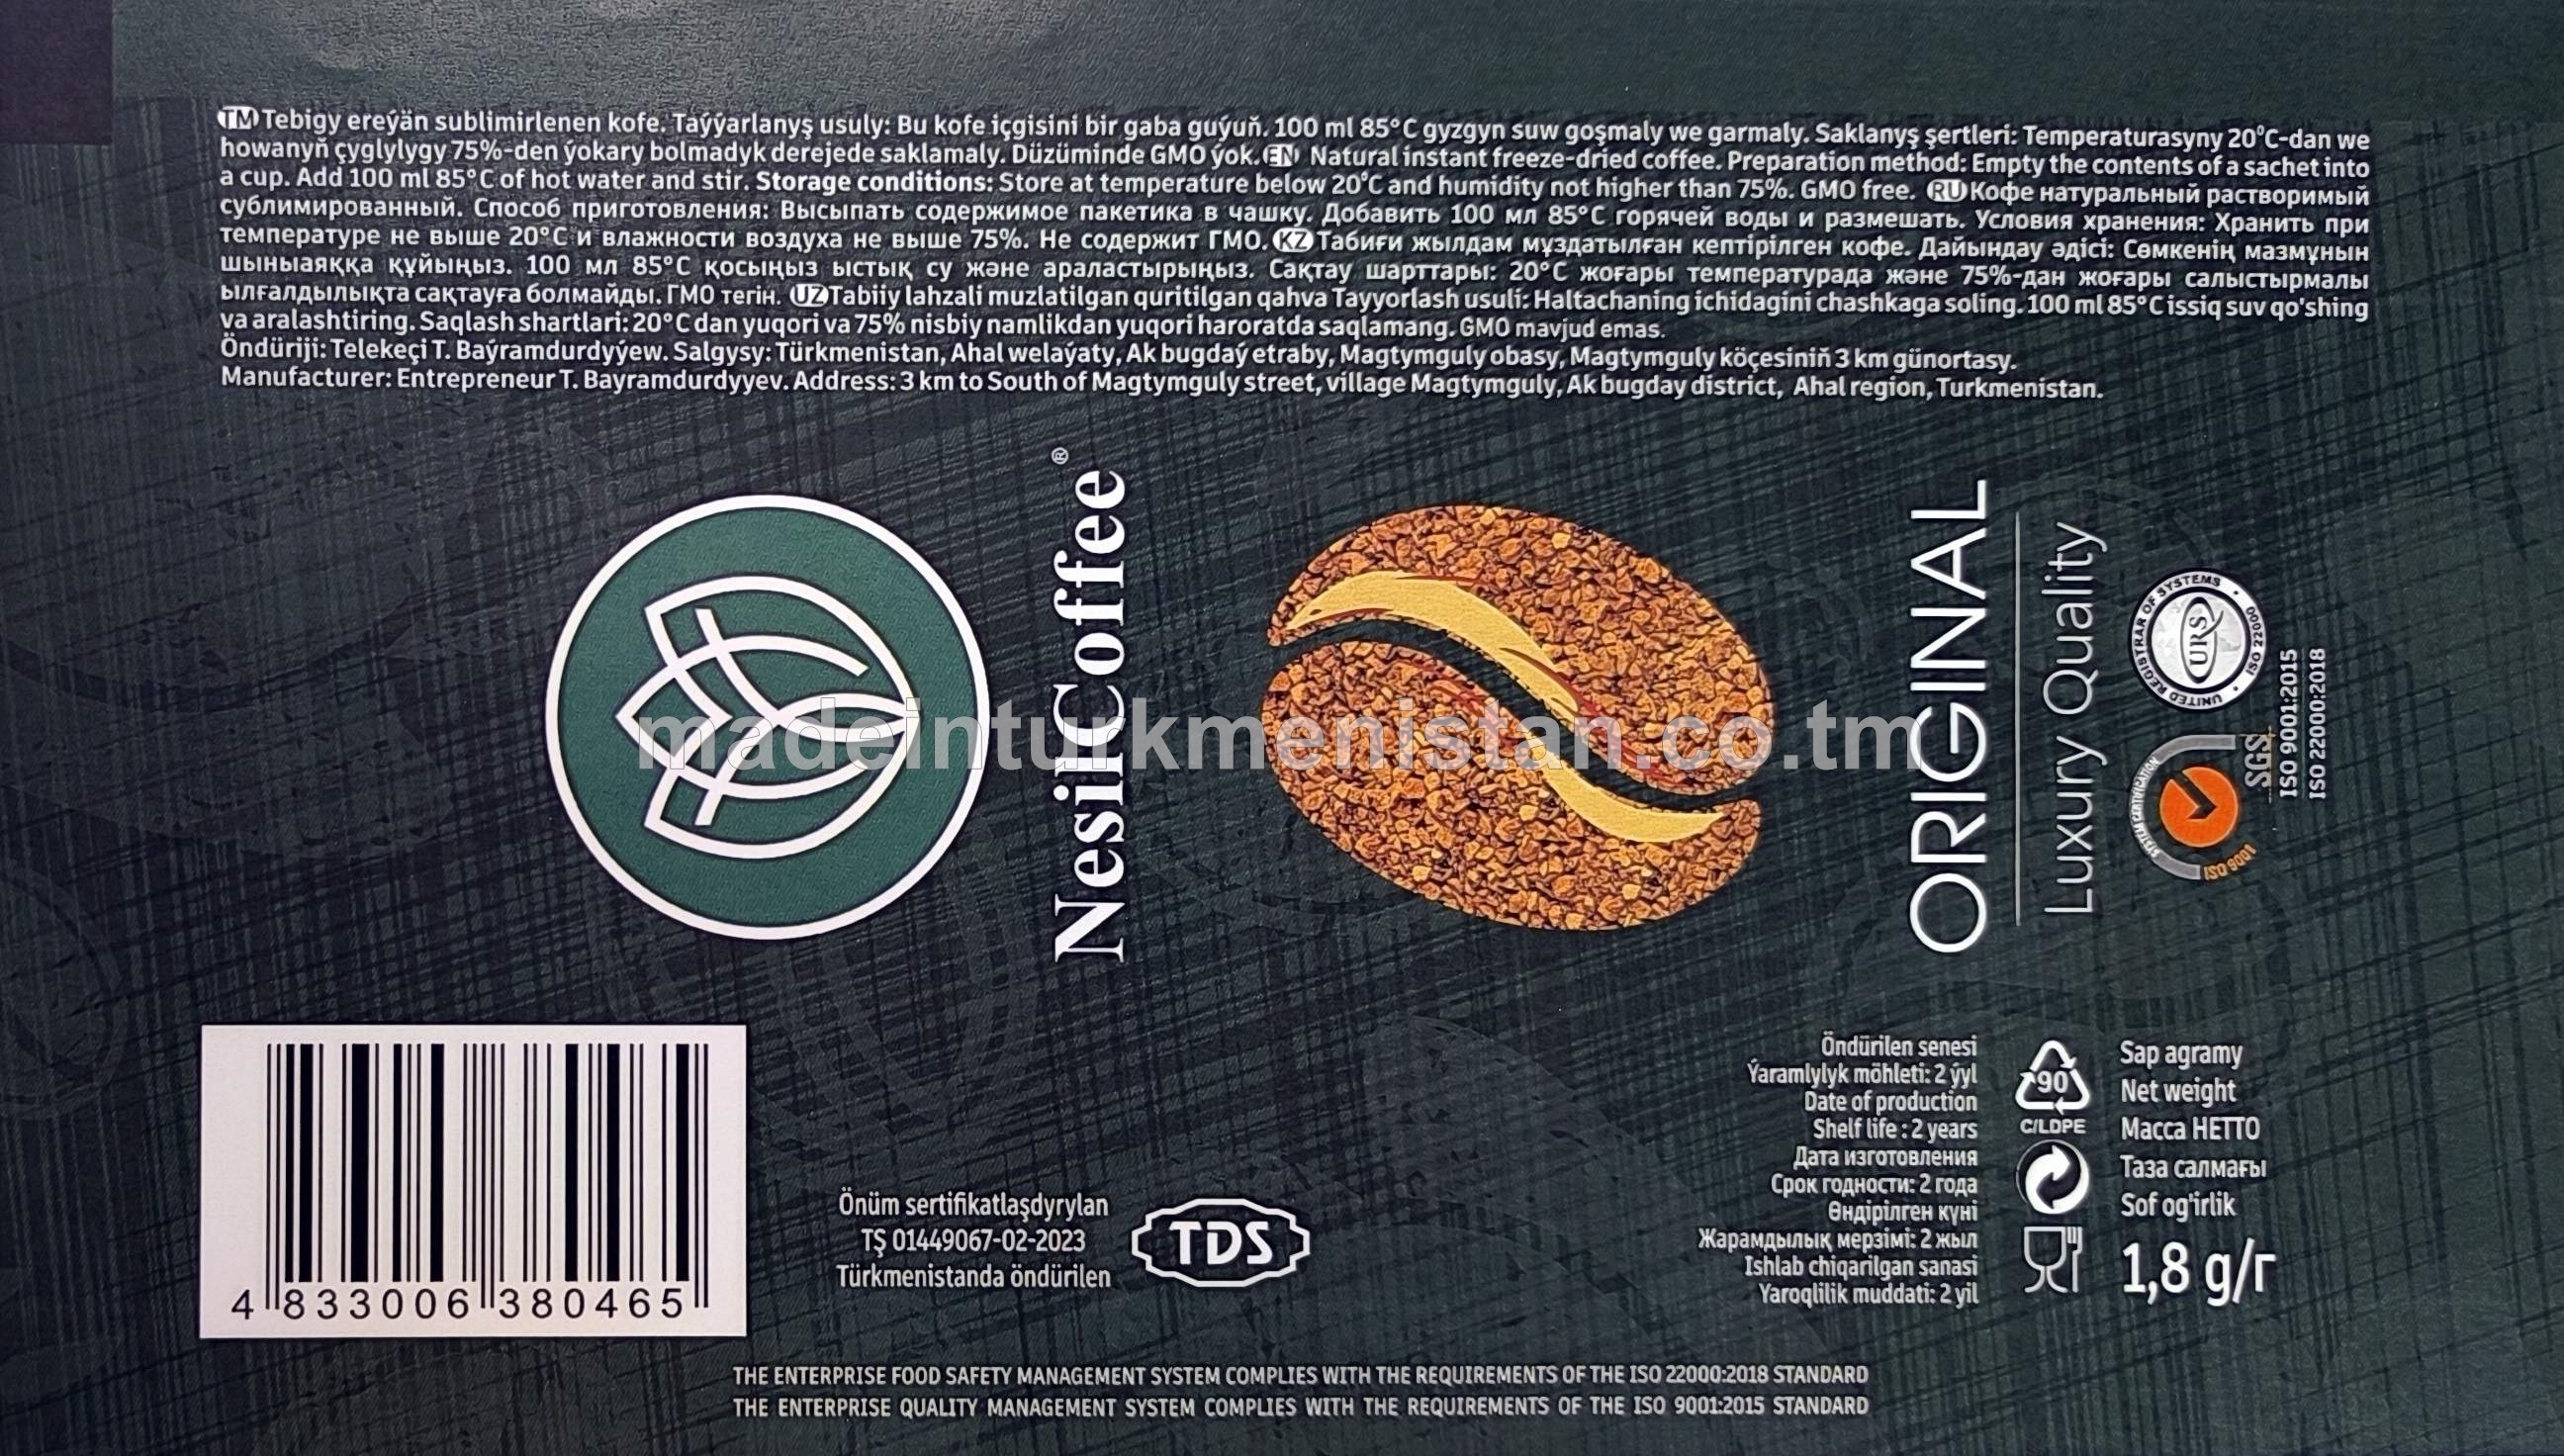 TM Tebigy ereýän sublimirlenen kofe. Taýýarlanyş usuly: Bu kofe içgisini bir gaba guýuň. 100 ml 85°C gyzgyn suw goşmaly we garmaly. Saklanyş şertleri: Temperaturasyny 20°C-dan we
howanyň çyglylygy 75%-den ýokary bolmadyk derejede saklamaly. Düzüminde GMO ýok. EN Natural instant freeze-dried coffee. Preparation method: Empty the contents of a sachet into
a cup. Add 100 ml 85°C of hot water and stir. Storage conditions: Store at temperature below 20°C and humidity not higher than 75%. GMO free. RU Кофе натуральный растворимый
сублимированный. Способ приготовления: Высыпать содержимое пакетика в чашку. Добавить 100 мл 85°C горячей воды и размешать. Условия хранения: Хранить при
температуре не выше 20°C и влажности воздуха не выше 75%. Не содержит ГМО. KZ Табиғи жылдам мұздатылған кептірілген кофе. Дайындау әдісі: Сөмкенің мазмұнын
шыныаяққа құйыңыз. 100 мл 85°C қосыңыз ыстық су және араластырыңыз. Сақтау шарттары: 20°C жоғары температурада және 75%-дан жоғары салыстырмалы
ылғалдылықта сақтауға болмайды. ГМО тегін. UZ Tabiiy lahzali muzlatilgan quritilgan qahva Tayyorlash usuli: Haltachaning ichidagini chashkaga soling. 100 ml 85°C issiq suv qo'shing
va aralashtiring. Saqlash shartlari: 20°C dan yuqori va 75% nisbiy namlikdan yuqori haroratda saqlamang. GMO mavjud emas.
Öndüriji: Telekeçi T. Baýramdurdyýew. Salgysy: Türkmenistan, Ahal welaýaty, Ak bugdaý etraby, Magtymguly obasy, Magtymguly köçesiniň 3 km günortasy.
Manufacturer: Entrepreneur T. Bayramdurdyyev. Address: 3 km to South of Magtymguly street, village Magtymguly, Ak bugday district, Ahal region, Turkmenistan.
NesilCoffee®
ORIGINAL
Luxury Quality
UNITED REGISTRAR OF SYSTEMS • ISO 22000 •
URS
SYSTEM CERTIFICATION
ISO 9001
SGS
ISO 9001:2015
ISO 22000:2018
madeinturkmenistan.co.tm
4 833006 380465
Önüm sertifikatlaşdyrylan
TŞ 01449067-02-2023
Türkmenistanda öndürilen
TDS
Öndürilen senesi
Ýaramlylyk möhleti: 2 ýyl
Date of production
Shelf life : 2 years
Дата изготовления
Срок годности: 2 года
Өндірілген күні
Жарамдылық мерзімі: 2 жыл
Ishlab chiqarilgan sanasi
Yaroqlilik muddati: 2 yil
90
C/LDPE
Sap agramy
Net weight
Масса НЕТТО
Таза салмағы
Sof og'irlik
1,8 g/г
THE ENTERPRISE FOOD SAFETY MANAGEMENT SYSTEM COMPLIES WITH THE REQUIREMENTS OF THE ISO 22000:2018 STANDARD
THE ENTERPRISE QUALITY MANAGEMENT SYSTEM COMPLIES WITH THE REQUIREMENTS OF THE ISO 9001:2015 STANDARD